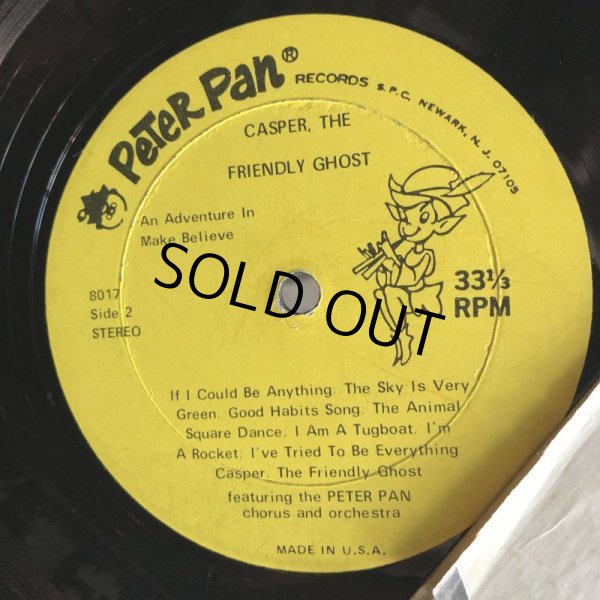 PETER PAN® RECORDS S.P.C. NEWARK, N. J. 07105
CASPER, THE
FRIENDLY GHOST
An Adventure In
Make Believe
8017
Side 2
STEREO
33⅓
RPM
SOLD OUT
If I Could Be Anything, The Sky Is Very
Green, Good Habits Song, The Animal
Square Dance, I Am A Tugboat, I'm
A Rocket, I've Tried To Be Everything
Casper, The Friendly Ghost
featuring the PETER PAN
chorus and orchestra
MADE IN U.S.A.